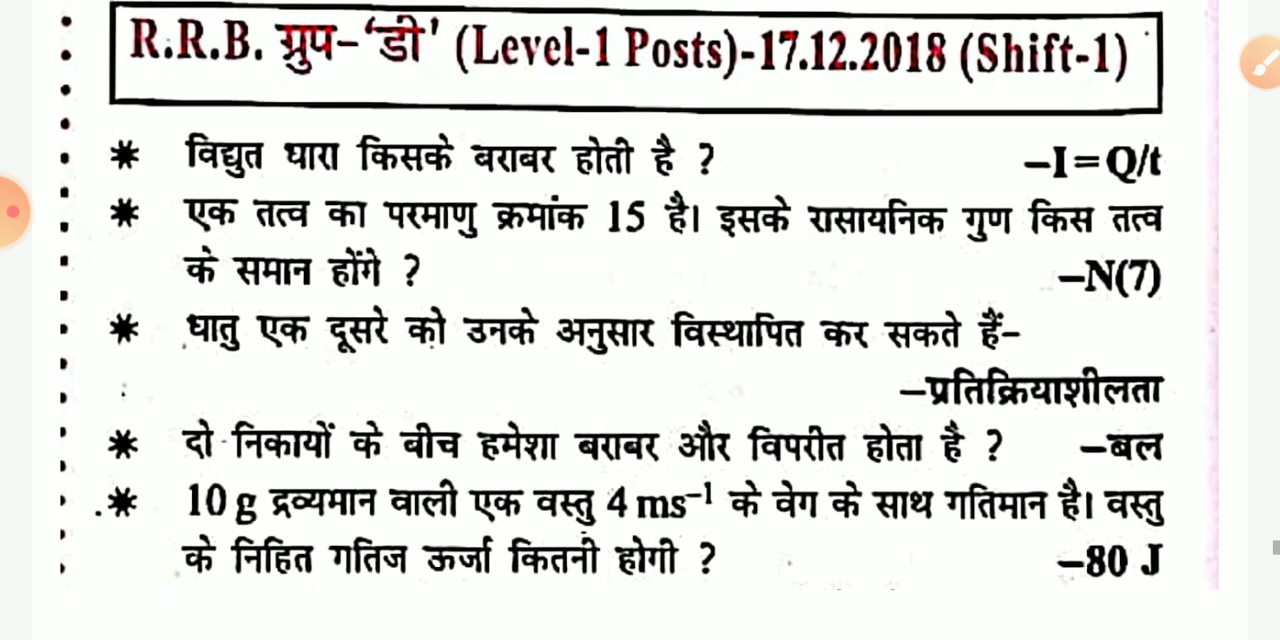 R.R.B. ग्रुप-'डी' (Level-1 Posts)-17.12.2018 (Shift-1)
* विद्युत धारा किसके बराबर होती है ? –I=Q/t
* एक तत्व का परमाणु क्रमांक 15 है। इसके रासायनिक गुण किस तत्व
के समान होंगे ? –N(7)
* धातु एक दूसरे को उनके अनुसार विस्थापित कर सकते हैं–
–प्रतिक्रियाशीलता
* दो निकायों के बीच हमेशा बराबर और विपरीत होता है ? –बल
* 10 g द्रव्यमान वाली एक वस्तु 4 ms⁻¹ के वेग के साथ गतिमान है। वस्तु
के निहित गतिज ऊर्जा कितनी होगी ? –80 J